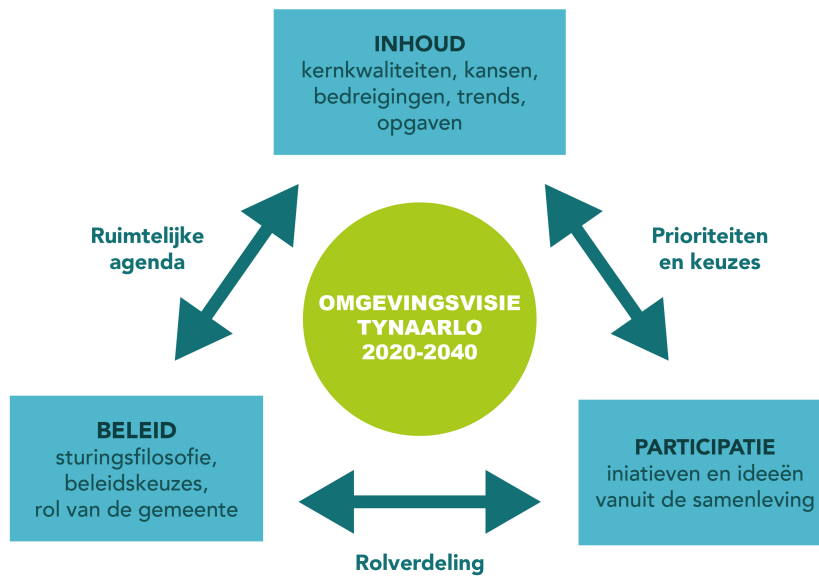 INHOUD
kernkwaliteiten, kansen,
bedreigingen, trends,
opgaven
Ruimtelijke
agenda
Prioriteiten
en keuzes
OMGEVINGSVISIE
TYNAARLO
2020-2040
BELEID
sturingsfilosofie,
beleidskeuzes,
rol van de gemeente
PARTICIPATIE
iniatieven en ideeën
vanuit de samenleving
Rolverdeling